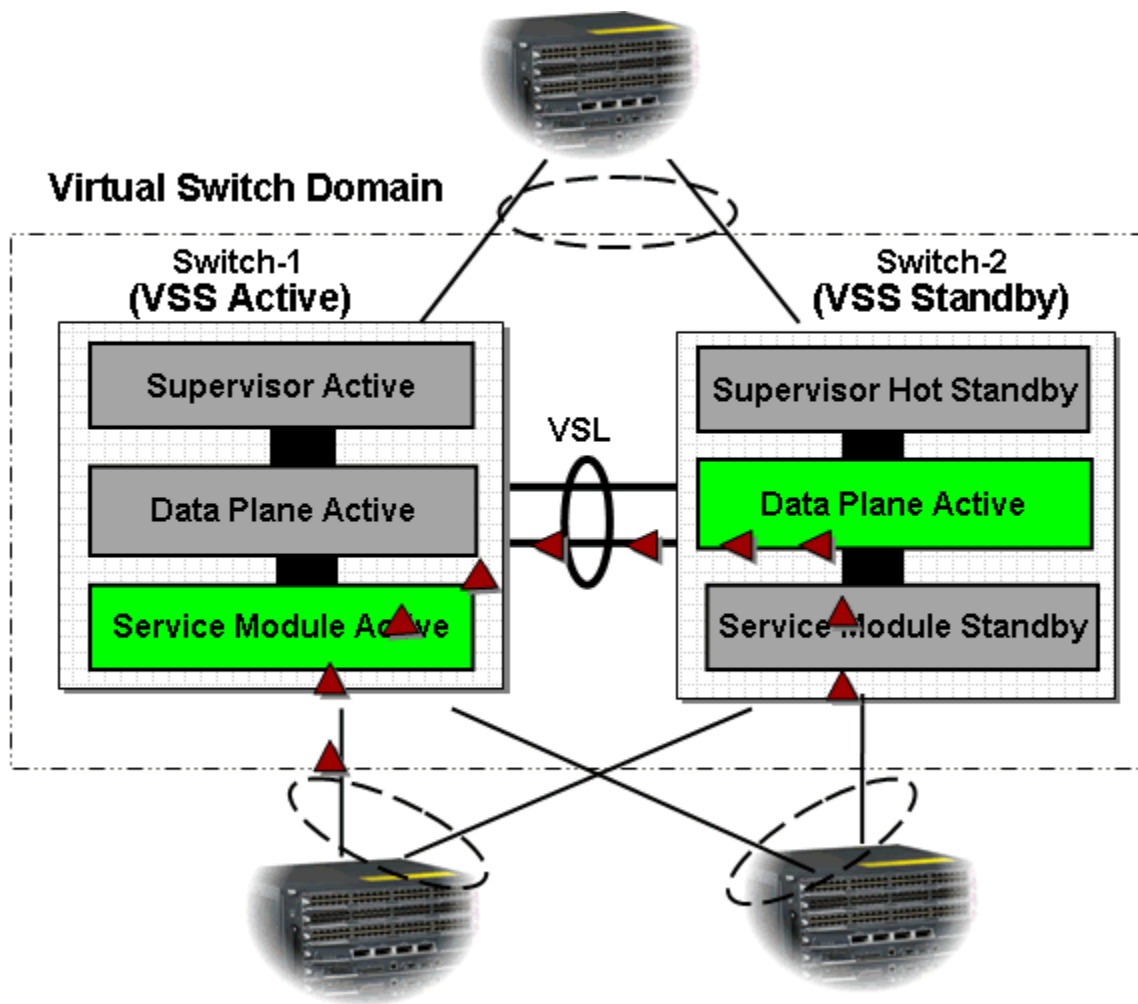 Virtual Switch Domain
Switch-1
(VSS Active)
Switch-2
(VSS Standby)
Supervisor Active
Supervisor Hot Standby
VSL
Data Plane Active
Data Plane Active
Service Module Active
Service Module Standby